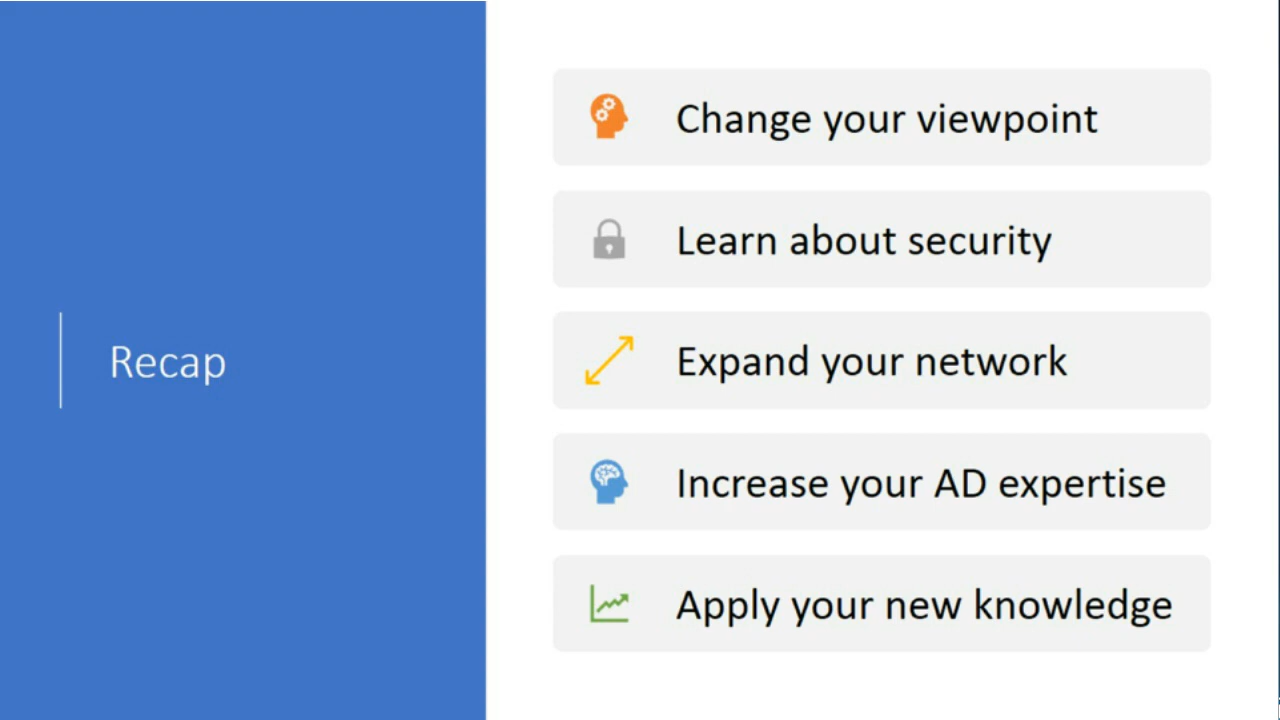 Recap
Change your viewpoint
Learn about security
Expand your network
Increase your AD expertise
Apply your new knowledge